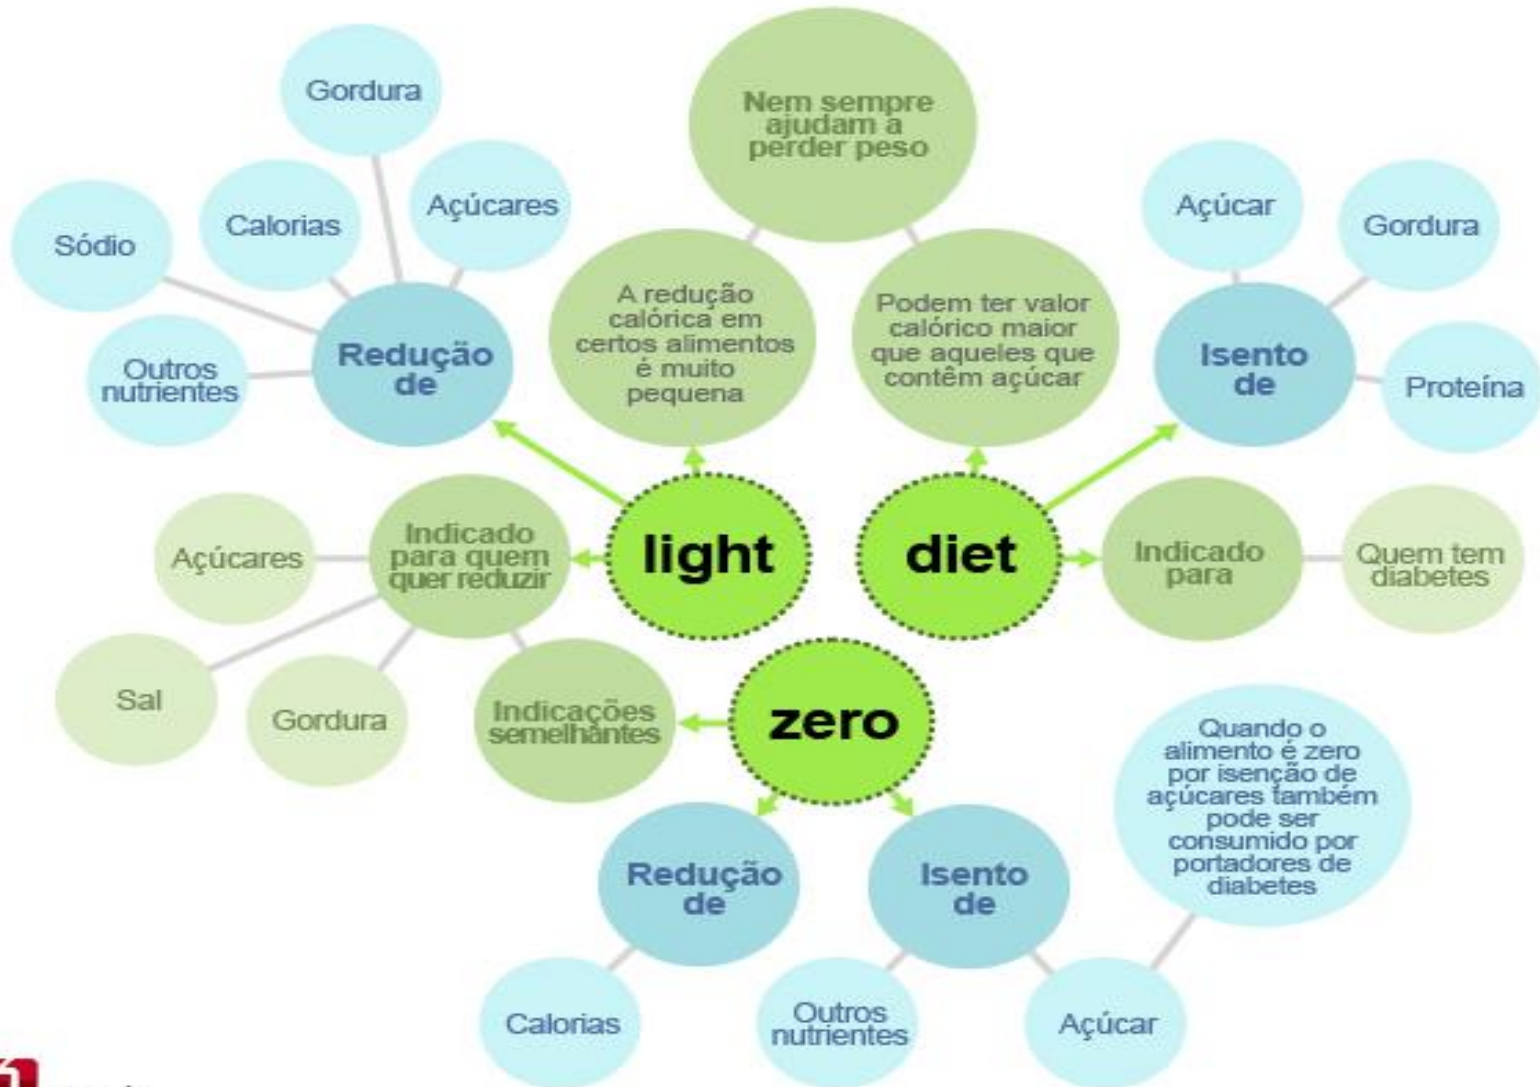 Gordura
Nem sempre
ajudam a
perder peso
Sódio
Calorias
Açúcares
Açúcar
Gordura
Outros
nutrientes
Redução
de
A redução
calórica em
certos alimentos
é muito
pequena
Podem ter valor
calórico maior
que aqueles que
contêm açúcar
Isento
de
Proteína
Açúcares
Indicado
para quem
quer reduzir
light
diet
Indicado
para
Quem tem
diabetes
Sal
Gordura
Indicações
semelhantes
zero
Quando o
alimento é zero
por isenção de
açúcares também
pode ser
consumido por
portadores de
diabetes
Redução
de
Isento
de
Calorias
Outros
nutrientes
Açúcar